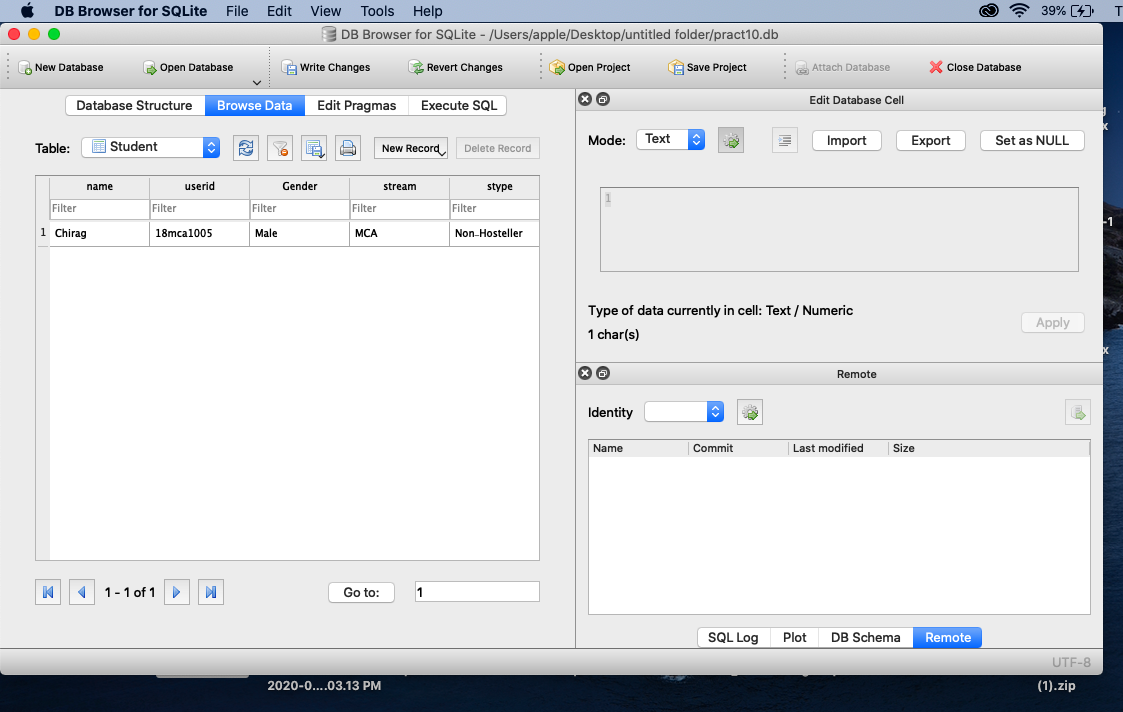 DB Browser for SQLite File Edit View Tools Help 39%
DB Browser for SQLite - /Users/apple/Desktop/untitled folder/pract10.db
New Database Open Database Write Changes Revert Changes Open Project Save Project Attach Database Close Database
Database Structure Browse Data Edit Pragmas Execute SQL
Table: Student New Record Delete Record
name userid Gender stream stype
Filter Filter Filter Filter Filter
1 Chirag 18mca1005 Male MCA Non-Hosteller
1 - 1 of 1 Go to: 1
Edit Database Cell
Mode: Text Import Export Set as NULL
1
Type of data currently in cell: Text / Numeric
1 char(s)
Apply
Remote
Identity
Name Commit Last modified Size
SQL Log Plot DB Schema Remote
UTF-8
2020-0....03.13 PM
(1).zip